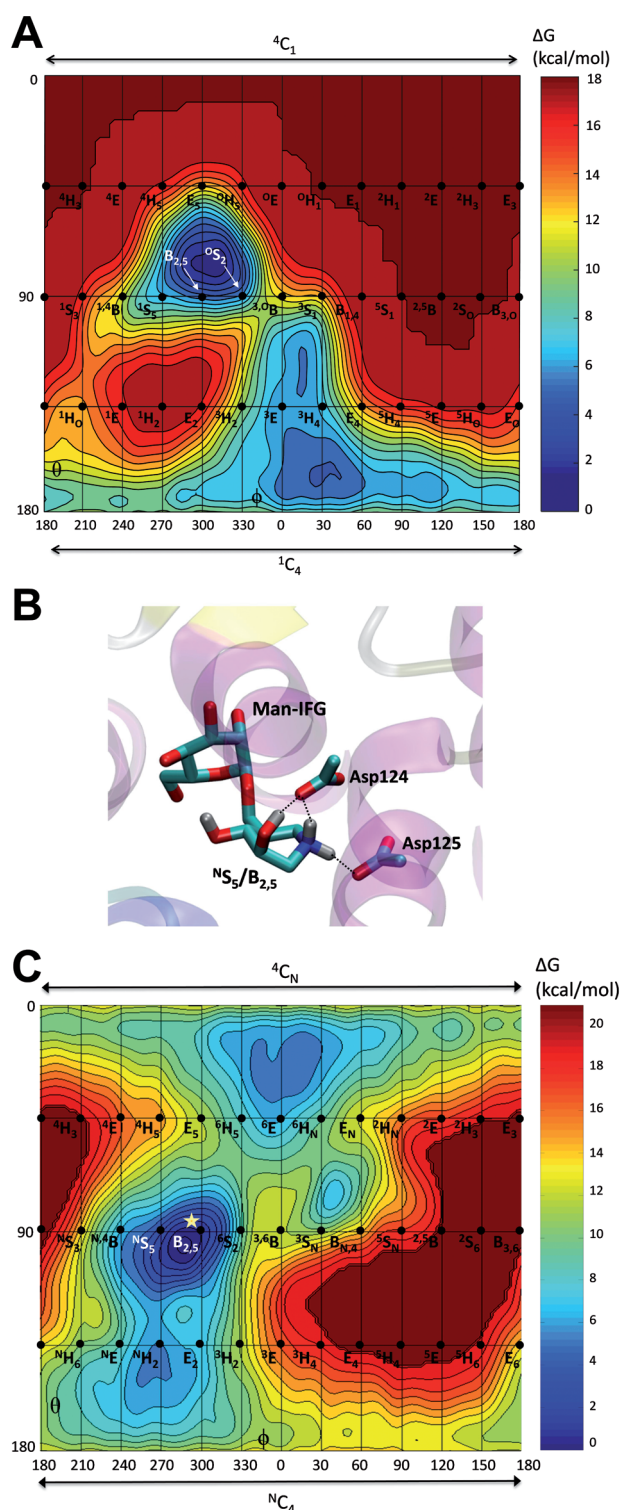 A
⁴C₁
ΔG
(kcal/mol)
0
18
16
14
12
10
8
6
4
2
0
⁴H₃ ⁴E ⁴H₅ E₅ ᴼH₅ ᴼE ᴼH₁ E₁ ²H₁ ²E ²H₃ E₃
B₂,₅ ᴼS₂
90
¹S₃ ¹,⁴B ¹S₅ ³,ᴼB ³S₁ B₁,₄ ⁵S₁ ²,⁵B ²Sₒ B₃,ₒ
¹Hₒ ¹E ¹H₂ E₂ ³H₂ ³E ³H₄ E₄ ⁵H₄ ⁵E ⁵Hₒ Eₒ
θ
ϕ
180
180 210 240 270 300 330 0 30 60 90 120 150 180
¹C₄
B
Man-IFG
Asp124
Asp125
ᴺS₅/B₂,₅
C
⁴Cɴ
ΔG
(kcal/mol)
0
20
18
16
14
12
10
8
6
4
2
0
⁴H₃ ⁴E ⁴H₅ E₅ ⁶H₅ ⁶E ⁶Hɴ Eɴ ²Hɴ ²E ²H₃ E₃
90
ᴺS₃ ᴺ,⁴B ᴺS₅ B₂,₅ ⁶S₂ ³,⁶B ³Sɴ Bɴ,₄ ⁵Sɴ ²,⁵B ²S₆ B₃,₆
ᴺH₆ ᴺE ᴺH₂ E₂ ³H₂ ³E ³H₄ E₄ ⁵H₄ ⁵E ⁵H₆ E₆
θ
ϕ
180
180 210 240 270 300 330 0 30 60 90 120 150 180
ᴺC₄